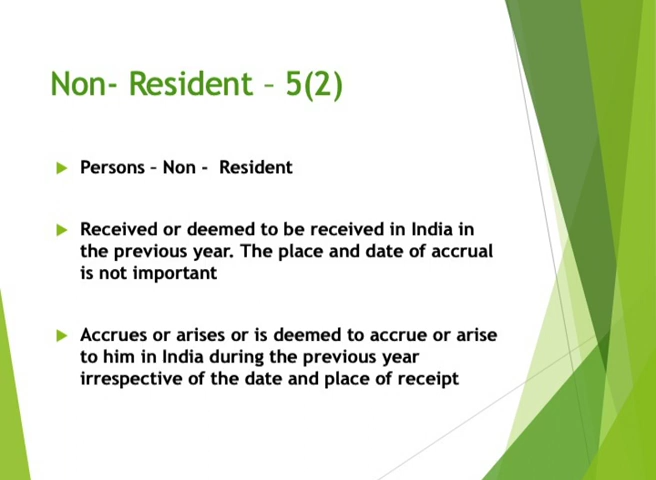 Non- Resident – 5(2)
Persons – Non - Resident
Received or deemed to be received in India in
the previous year. The place and date of accrual
is not important
Accrues or arises or is deemed to accrue or arise
to him in India during the previous year
irrespective of the date and place of receipt